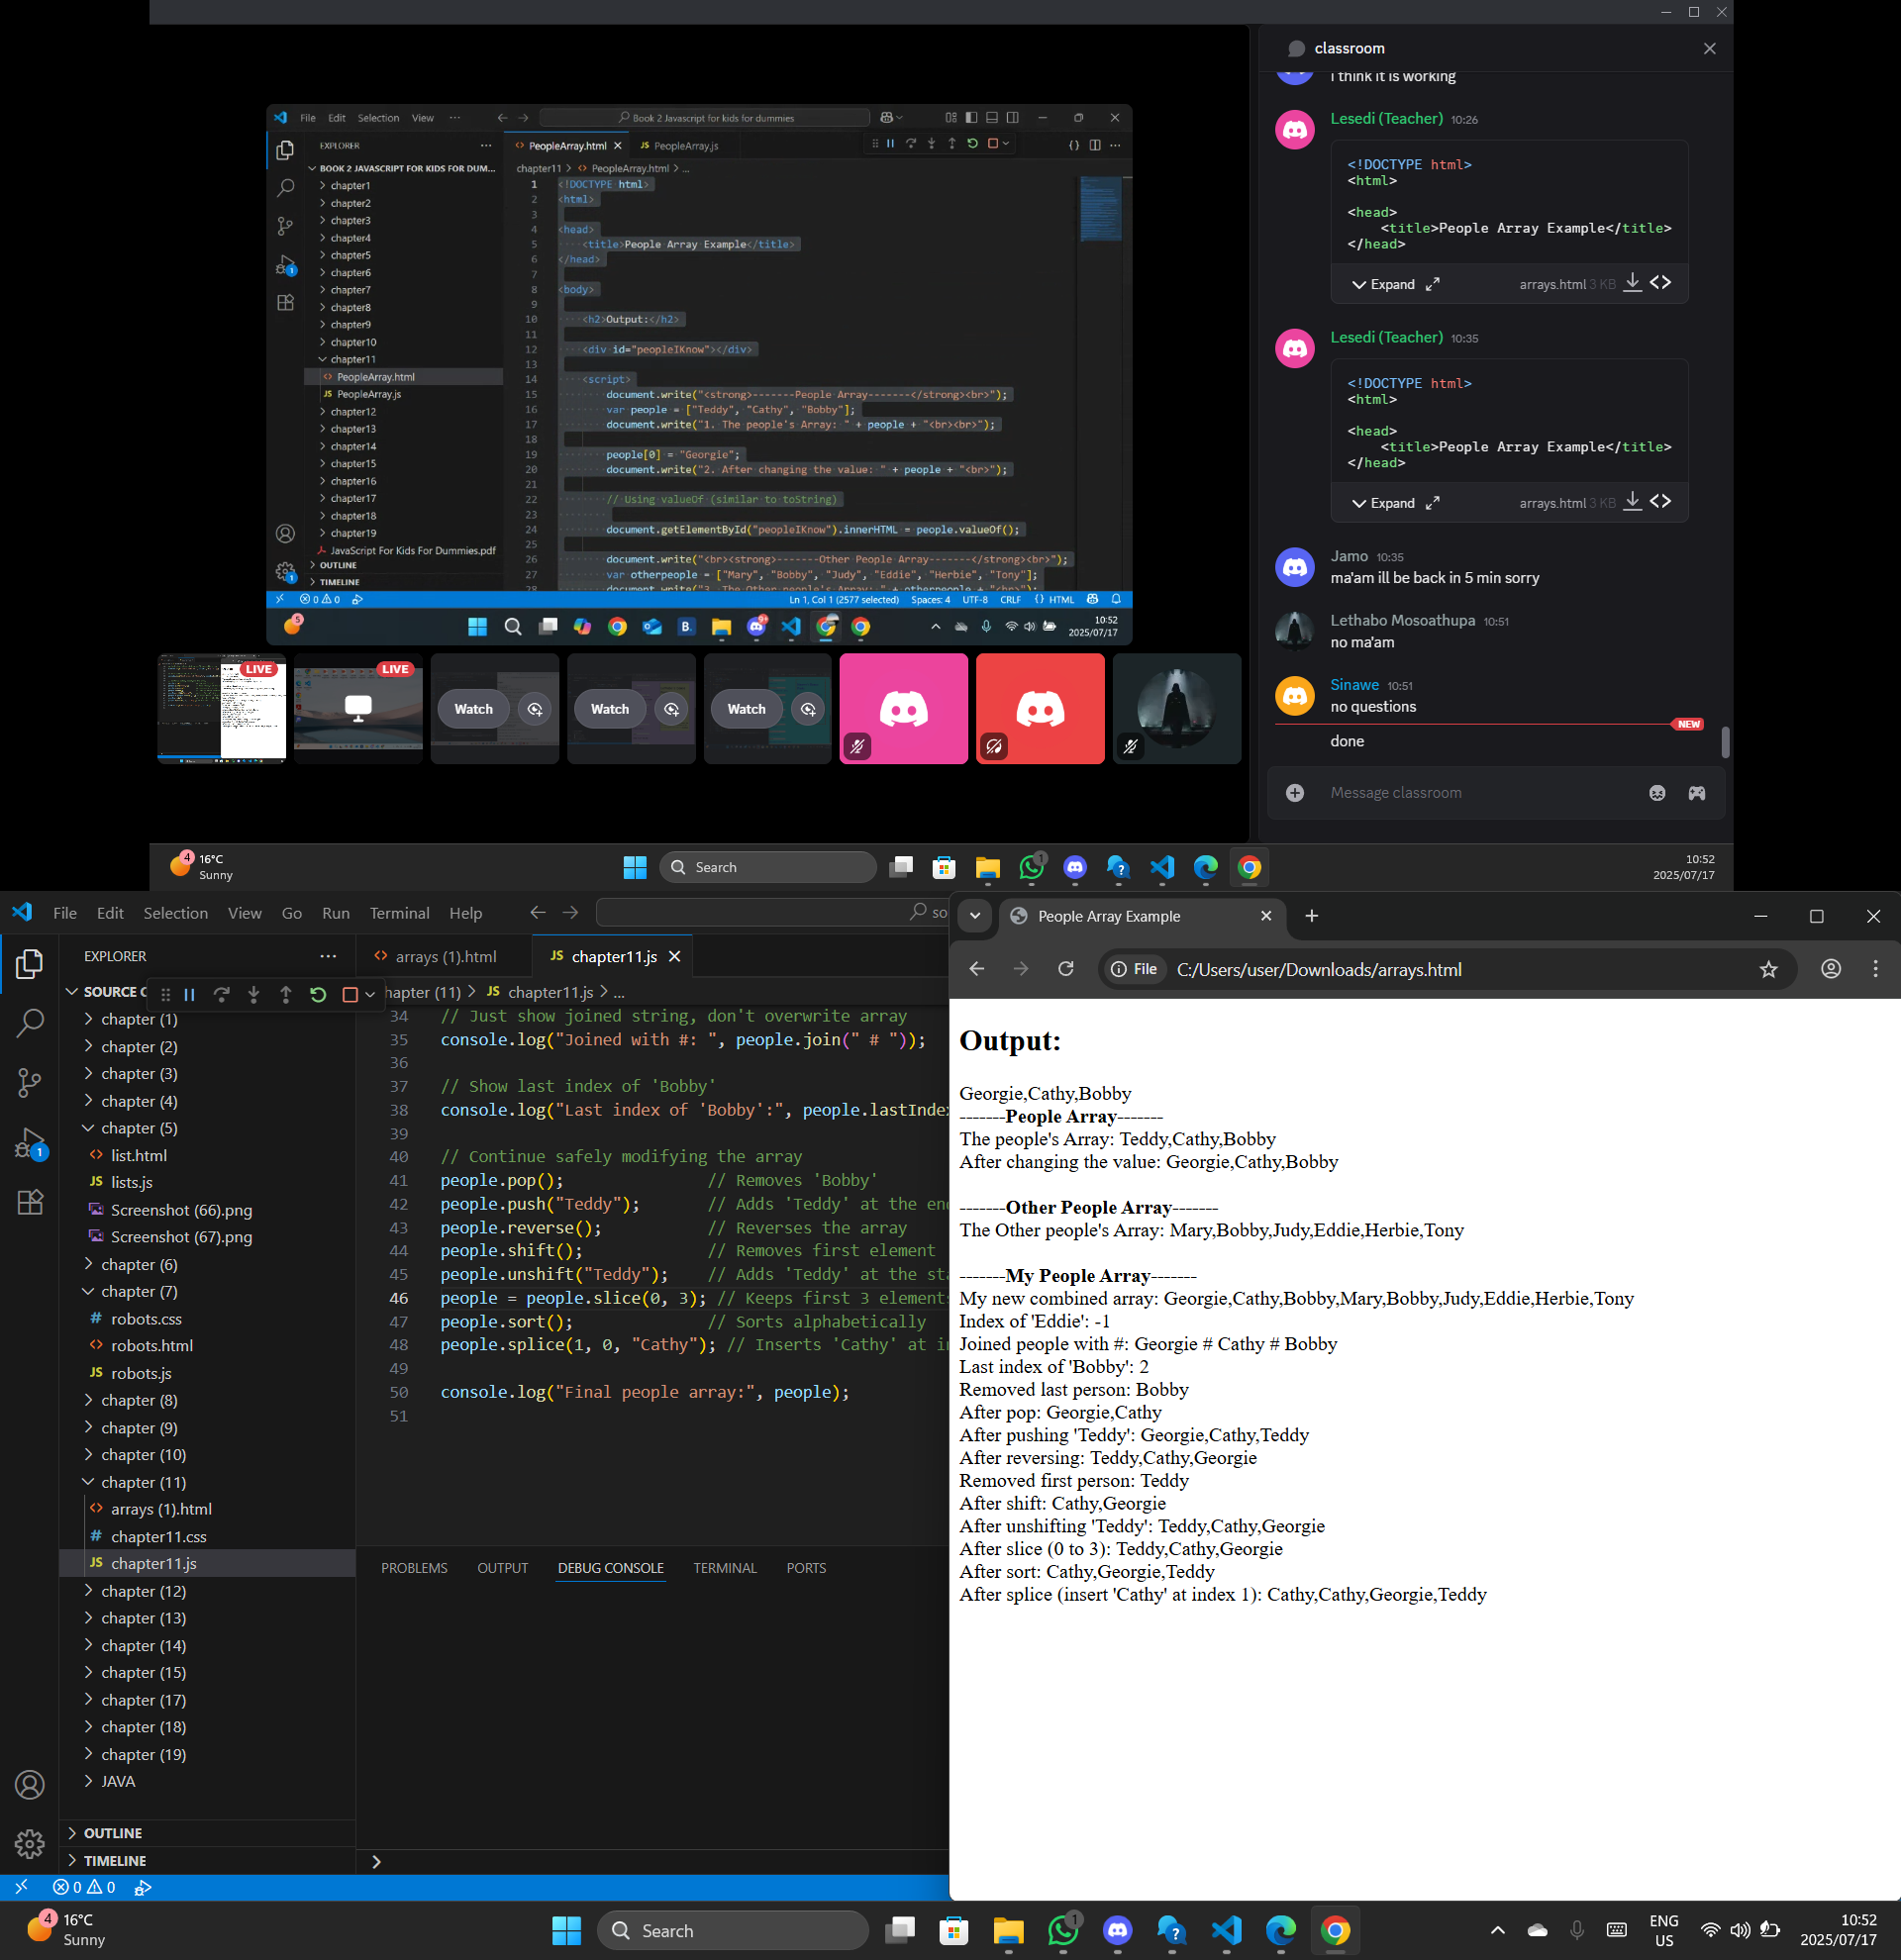 classroom
i think it is working
Lesedi (Teacher) 10:26
<!DOCTYPE html>
<html>
<head>
<title>People Array Example</title>
</head>
Expand
arrays.html 3 KB
Lesedi (Teacher) 10:35
<!DOCTYPE html>
<html>
<head>
<title>People Array Example</title>
</head>
Expand
arrays.html 3 KB
Jamo 10:35
ma'am ill be back in 5 min sorry
Lethabo Mosoathupa 10:51
no ma'am
Sinawe 10:51
no questions
NEW
done
Message classroom
File Edit Selection View ···
Book 2 Javascript for kids for dummies
EXPLORER
PeopleArray.html
JS PeopleArray.js
BOOK 2 JAVASCRIPT FOR KIDS FOR DUM...
chapter11 > PeopleArray.html > ...
chapter1
chapter2
chapter3
chapter4
chapter5
chapter6
chapter7
chapter8
chapter9
chapter10
chapter11
PeopleArray.html
JS PeopleArray.js
chapter12
chapter13
chapter14
chapter15
chapter16
chapter17
chapter18
chapter19
JavaScript For Kids For Dummies.pdf
OUTLINE
TIMELINE
1 <!DOCTYPE html>
2 <html>
3
4 <head>
5 <title>People Array Example</title>
6 </head>
7
8 <body>
9
10 <h2>Output:</h2>
11
12 <div id="peopleIKnow"></div>
13
14 <script>
15 document.write("<strong>-------People Array-------</strong><br>");
16 var people = ["Teddy", "Cathy", "Bobby"];
17 document.write("1. The people's Array: " + people + "<br><br>");
18
19 people[0] = "Georgie";
20 document.write("2. After changing the value: " + people + "<br>");
21
22 // Using valueOf (similar to toString)
23
24 document.getElementById("peopleIKnow").innerHTML = people.valueOf();
25
26 document.write("<br><strong>-------Other People Array-------</strong><br>");
27 var otherpeople = ["Mary", "Bobby", "Judy", "Eddie", "Herbie", "Tony"];
28 document.write("3. The Other people's Array: " + otherpeople + "<br>");
0 0
Ln 1, Col 1 (2577 selected) Spaces: 4 UTF-8 CRLF {} HTML
5
10:52
2025/07/17
LIVE
LIVE
Watch
Watch
Watch
4
16°C
Sunny
Search
1
10:52
2025/07/17
File Edit Selection View Go Run Terminal Help
so
EXPLORER
arrays (1).html
JS chapter11.js
SOURCE C
hapter (11) > JS chapter11.js > ...
chapter (1)
chapter (2)
chapter (3)
chapter (4)
chapter (5)
list.html
JS lists.js
Screenshot (66).png
Screenshot (67).png
chapter (6)
chapter (7)
# robots.css
robots.html
JS robots.js
chapter (8)
chapter (9)
chapter (10)
chapter (11)
arrays (1).html
# chapter11.css
JS chapter11.js
chapter (12)
chapter (13)
chapter (14)
chapter (15)
chapter (17)
chapter (18)
chapter (19)
JAVA
OUTLINE
TIMELINE
34 // Just show joined string, don't overwrite array
35 console.log("Joined with #: ", people.join(" # "));
36
37 // Show last index of 'Bobby'
38 console.log("Last index of 'Bobby':", people.lastInde
39
40 // Continue safely modifying the array
41 people.pop(); // Removes 'Bobby'
42 people.push("Teddy"); // Adds 'Teddy' at the en
43 people.reverse(); // Reverses the array
44 people.shift(); // Removes first element
45 people.unshift("Teddy"); // Adds 'Teddy' at the sta
46 people = people.slice(0, 3); // Keeps first 3 elements
47 people.sort(); // Sorts alphabetically
48 people.splice(1, 0, "Cathy"); // Inserts 'Cathy' at i
49
50 console.log("Final people array:", people);
51
PROBLEMS OUTPUT DEBUG CONSOLE TERMINAL PORTS
0 0
People Array Example
File C:/Users/user/Downloads/arrays.html
Output:
Georgie,Cathy,Bobby
-------People Array-------
The people's Array: Teddy,Cathy,Bobby
After changing the value: Georgie,Cathy,Bobby
-------Other People Array-------
The Other people's Array: Mary,Bobby,Judy,Eddie,Herbie,Tony
-------My People Array-------
My new combined array: Georgie,Cathy,Bobby,Mary,Bobby,Judy,Eddie,Herbie,Tony
Index of 'Eddie': -1
Joined people with #: Georgie # Cathy # Bobby
Last index of 'Bobby': 2
Removed last person: Bobby
After pop: Georgie,Cathy
After pushing 'Teddy': Georgie,Cathy,Teddy
After reversing: Teddy,Cathy,Georgie
Removed first person: Teddy
After shift: Cathy,Georgie
After unshifting 'Teddy': Teddy,Cathy,Georgie
After slice (0 to 3): Teddy,Cathy,Georgie
After sort: Cathy,Georgie,Teddy
After splice (insert 'Cathy' at index 1): Cathy,Cathy,Georgie,Teddy
4
16°C
Sunny
Search
1
ENG
US
10:52
2025/07/17